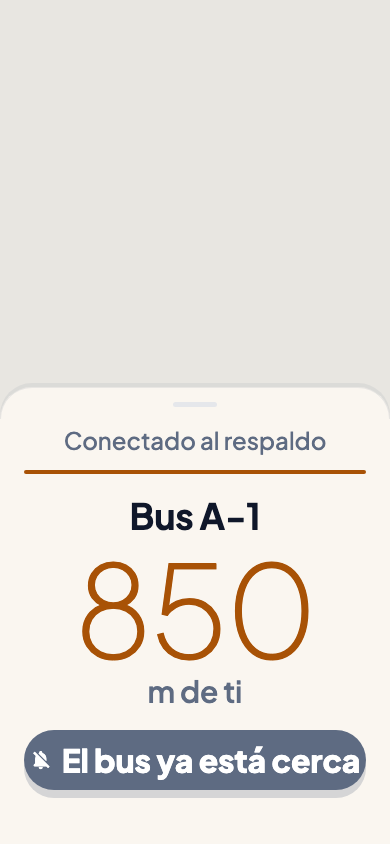 Conectado al respaldo
Bus A-1
850
m de ti
El bus ya está cerca